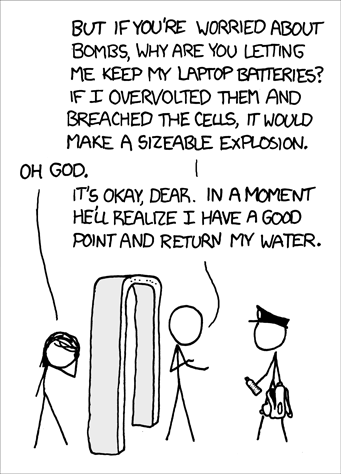 BUT IF YOU'RE WORRIED ABOUT
BOMBS, WHY ARE YOU LETTING
ME KEEP MY LAPTOP BATTERIES?
IF I OVERVOLTED THEM AND
BREACHED THE CELLS, IT WOULD
MAKE A SIZEABLE EXPLOSION.
OH GOD.
IT'S OKAY, DEAR. IN A MOMENT
HE'LL REALIZE I HAVE A GOOD
POINT AND RETURN MY WATER.